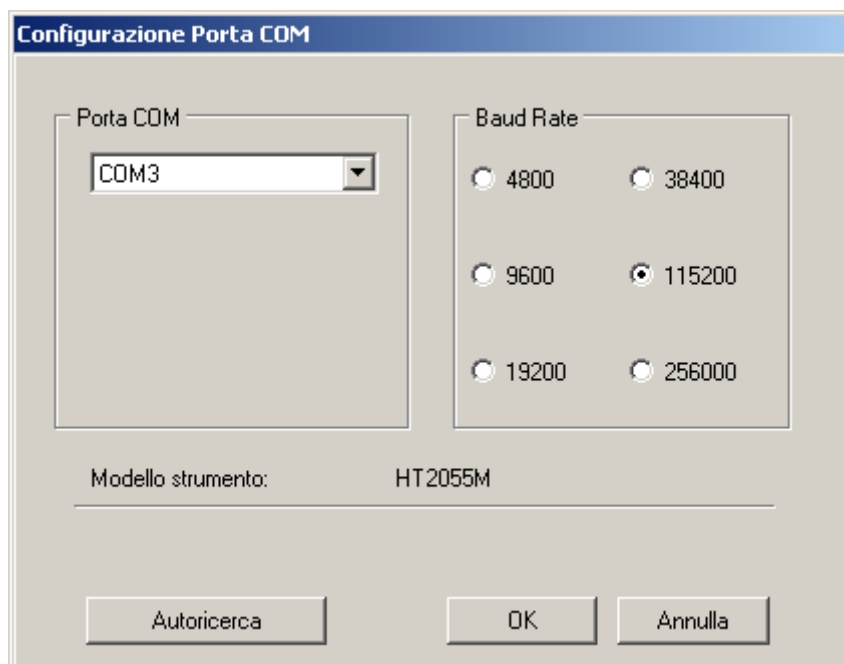 Configurazione Porta COM
Porta COM
COM3
Baud Rate
4800
38400
9600
115200
19200
256000
Modello strumento: HT2055M
Autoricerca
OK
Annulla